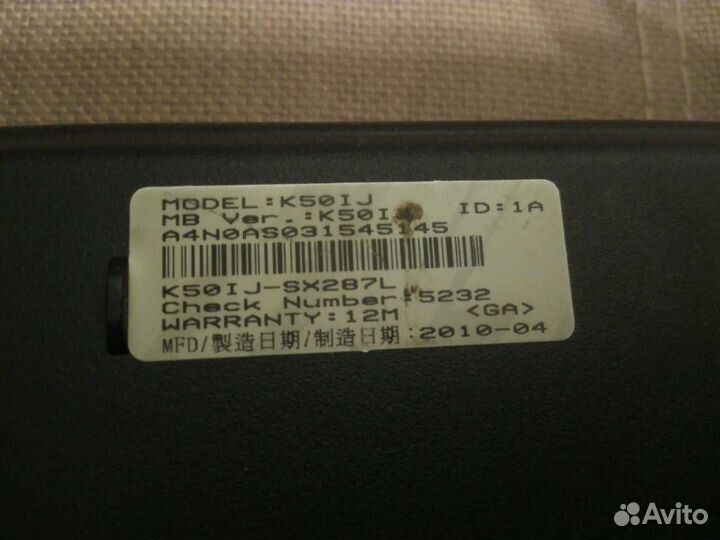 MODEL:K50IJ ID:1A
MB Ver.:K50I
A4N0AS031545145
K50IJ-SX287L
Check Number:5232
WARRANTY:12M <GA>
MFD/製造日期/制造日期:2010-04
Avito